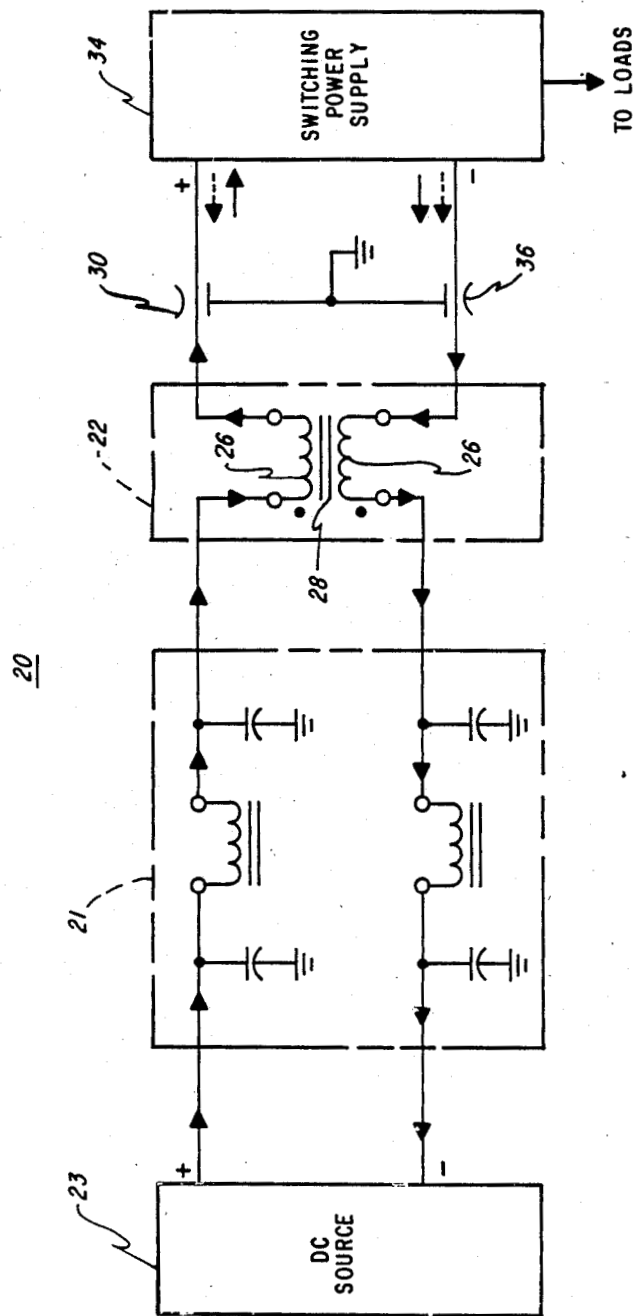 20
23
DC
SOURCE
+
-
21
22
26
26
28
30
36
+
-
34
SWITCHING
POWER
SUPPLY
TO LOADS